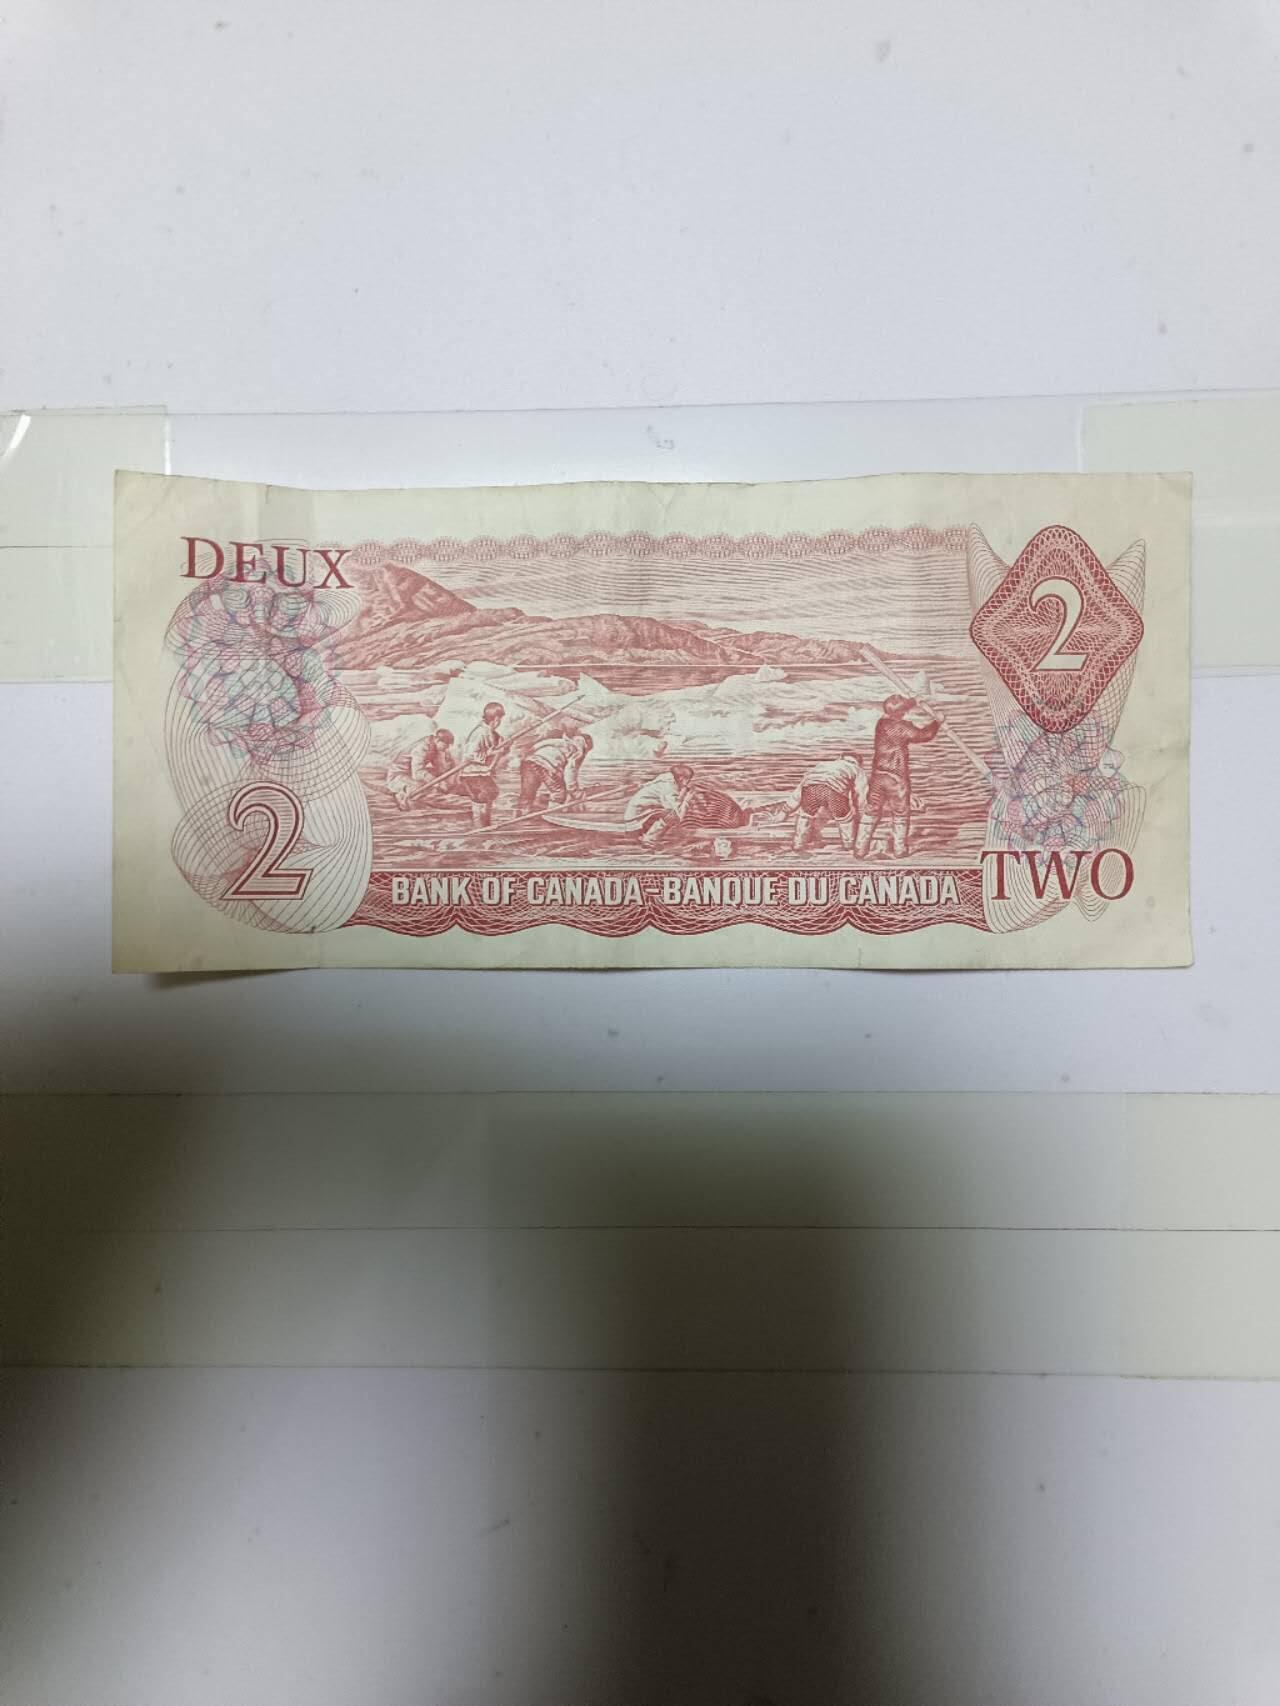 DEUX
2
2
BANK OF CANADA-BANQUE DU CANADA
TWO